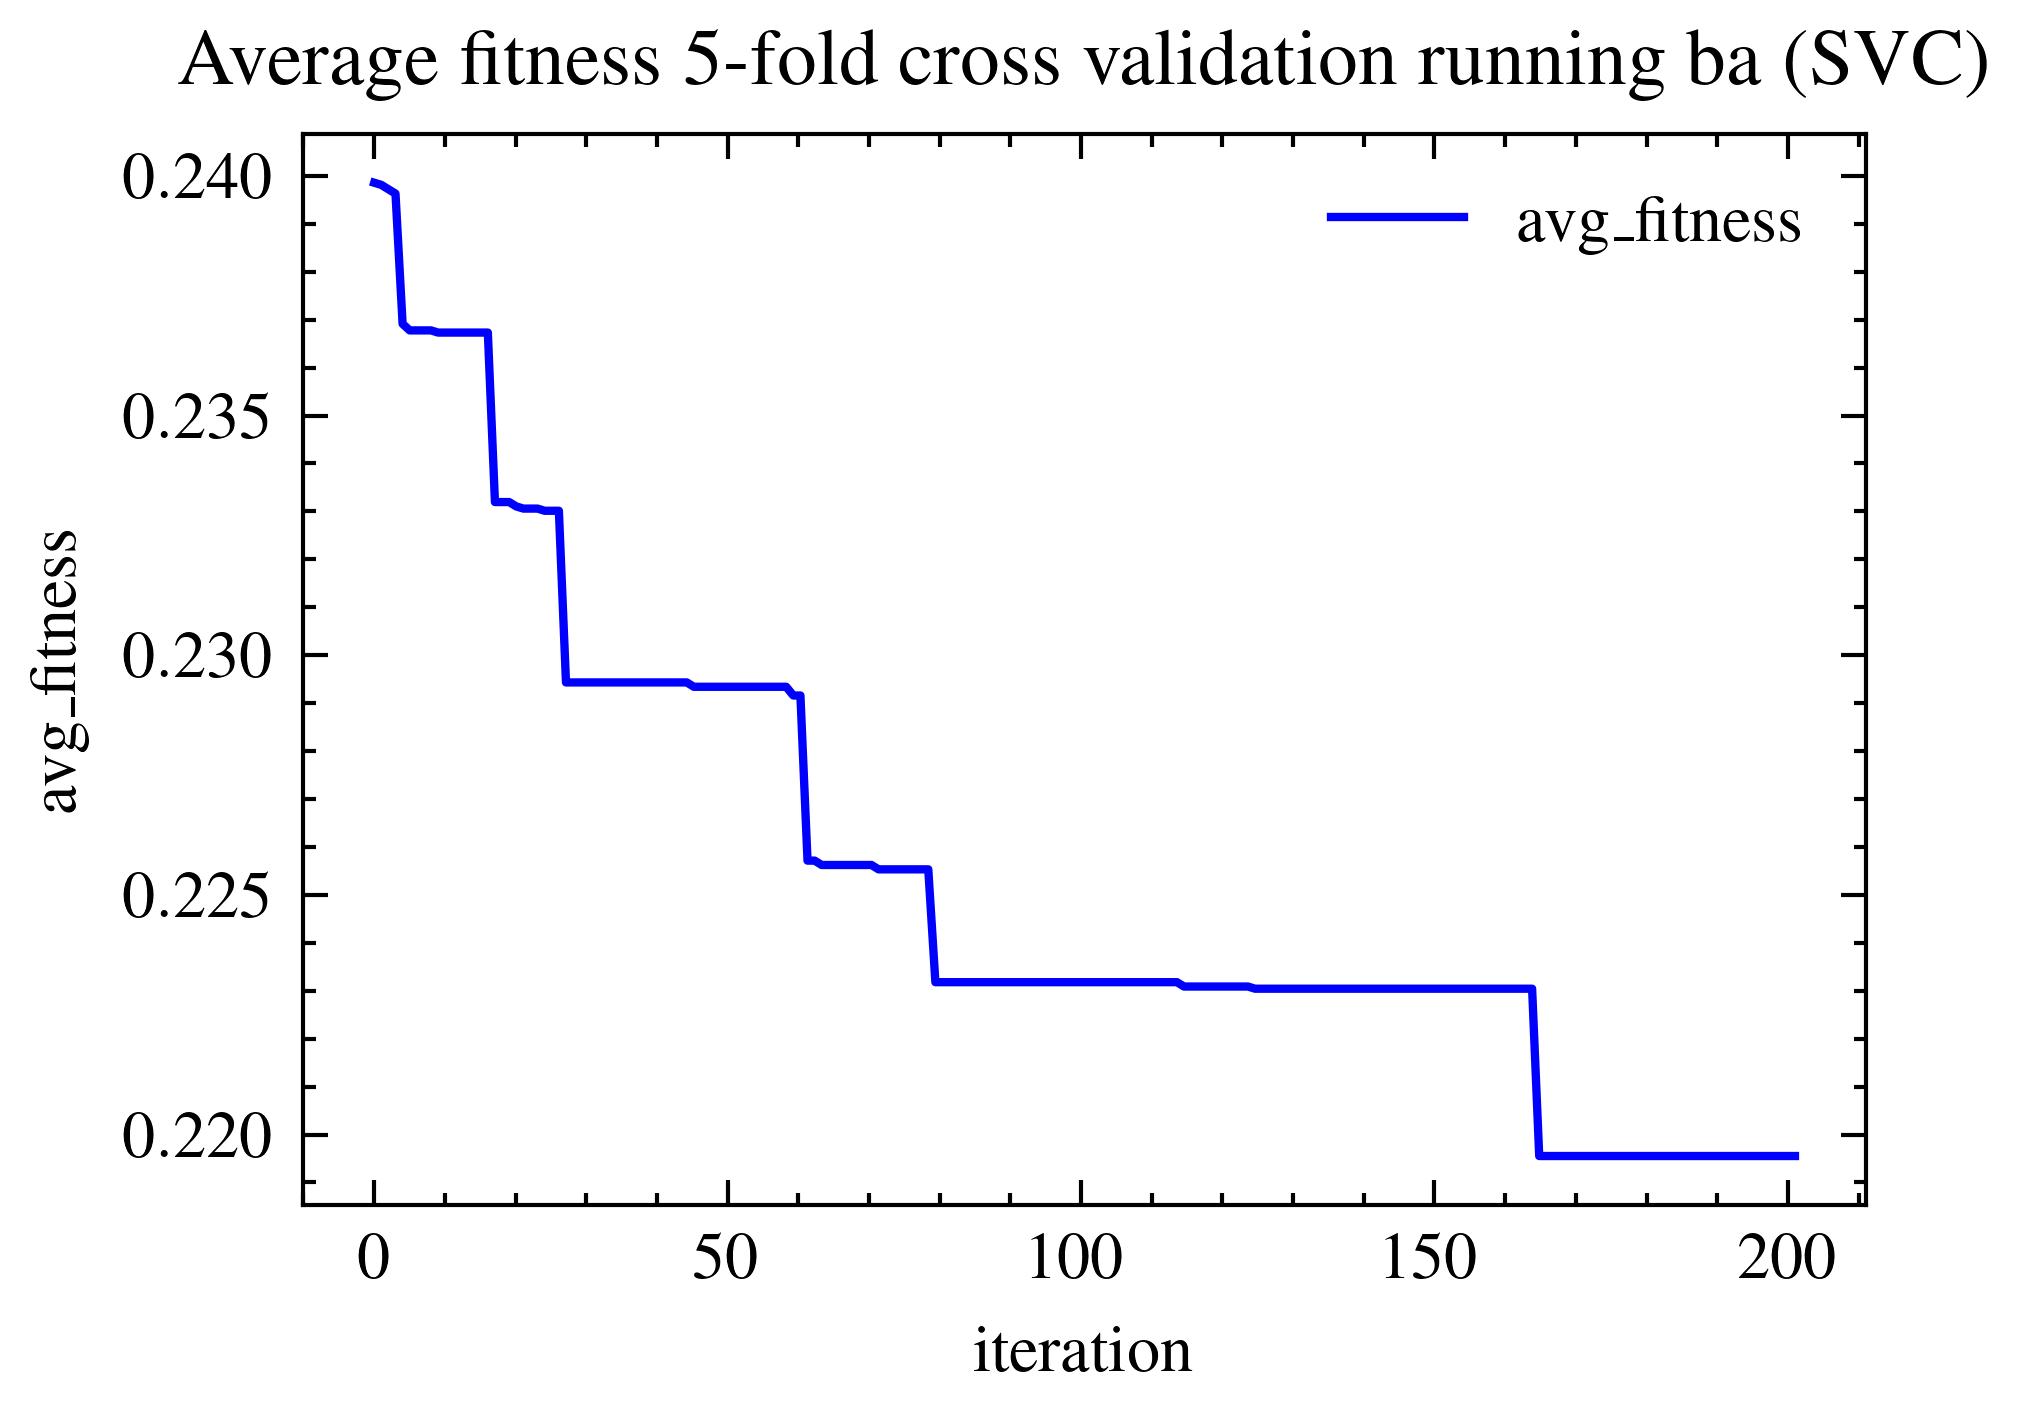 Average fitness 5-fold cross validation running ba (SVC)
avg_fitness
0.240
0.235
0.230
0.225
0.220
avg_fitness
0 50 100 150 200
iteration